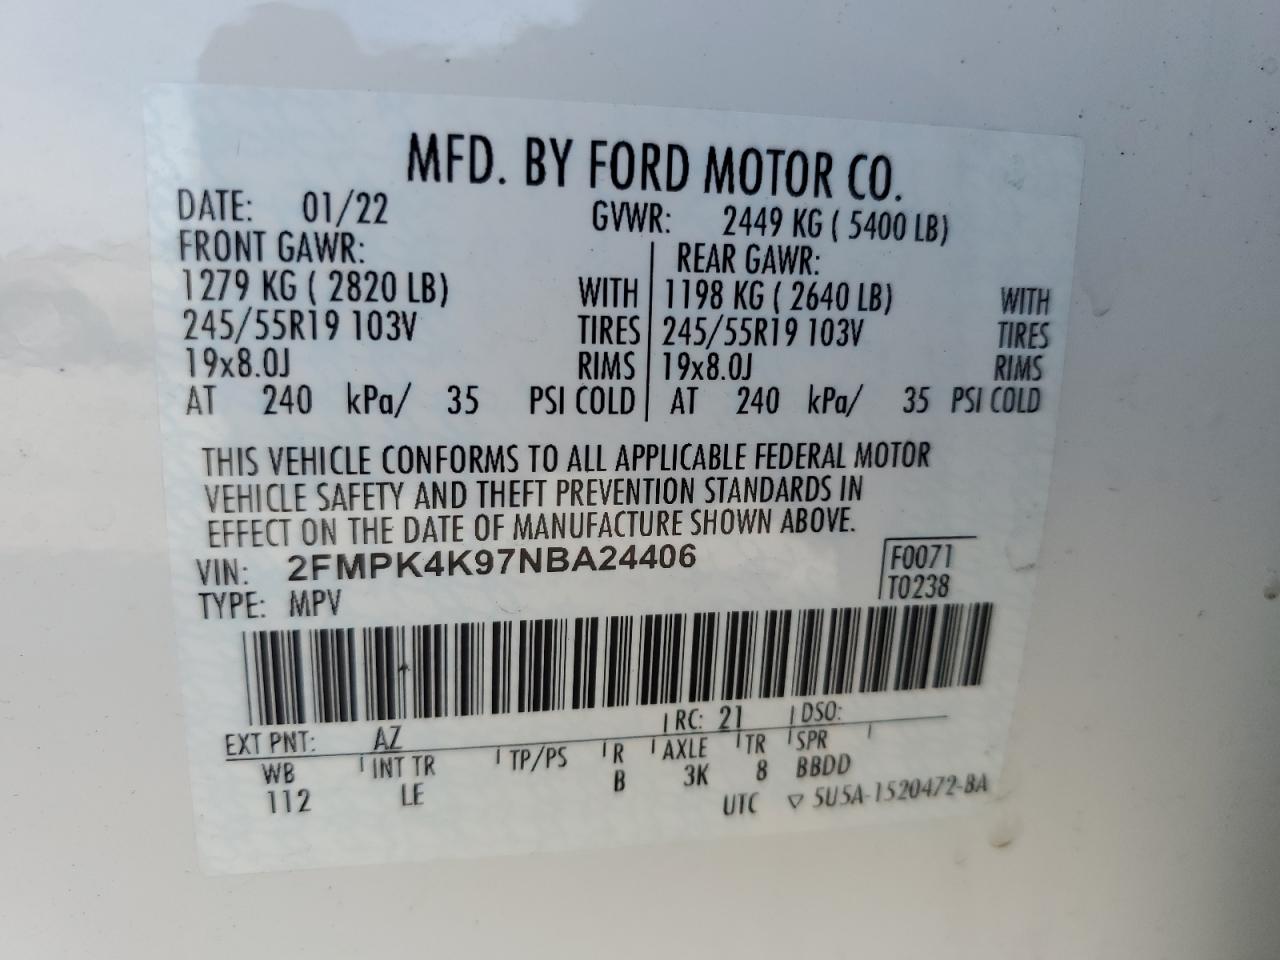 MFD. BY FORD MOTOR CO.
DATE: 01/22 GVWR: 2449 KG ( 5400 LB)
FRONT GAWR: REAR GAWR:
1279 KG ( 2820 LB) WITH 1198 KG ( 2640 LB) WITH
245/55R19 103V TIRES 245/55R19 103V TIRES
19x8.0J RIMS 19x8.0J RIMS
AT 240 kPa/ 35 PSI COLD AT 240 kPa/ 35 PSI COLD
THIS VEHICLE CONFORMS TO ALL APPLICABLE FEDERAL MOTOR
VEHICLE SAFETY AND THEFT PREVENTION STANDARDS IN
EFFECT ON THE DATE OF MANUFACTURE SHOWN ABOVE.
VIN: 2FMPK4K97NBA24406 F0071
TYPE: MPV T0238
EXT PNT: AZ RC: 21 DSO:
WB INT TR TP/PS R AXLE TR SPR
112 LE B 3K 8 BBDD
UTC ▽ 5U5A-1520472-BA